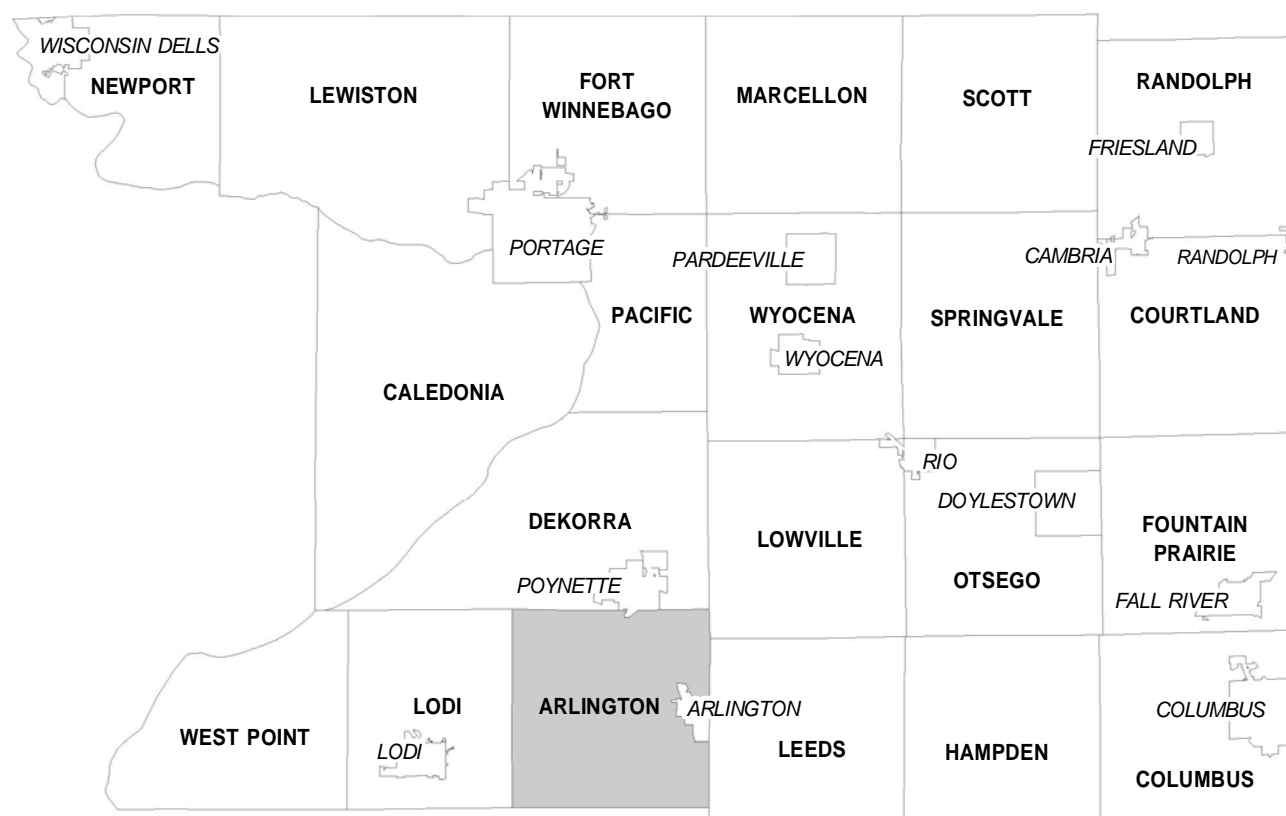 WISCONSIN DELLS
NEWPORT
LEWISTON
FORT
WINNEBAGO
MARCELLON
SCOTT
RANDOLPH
FRIESLAND
PORTAGE
PARDEEVILLE
CAMBRIA
RANDOLPH
PACIFIC
WYOCENA
SPRINGVALE
COURTLAND
WYOCENA
CALEDONIA
RIO
DOYLESTOWN
DEKORRA
LOWVILLE
FOUNTAIN
PRAIRIE
POYNETTE
OTSEGO
FALL RIVER
WEST POINT
LODI
LODI
ARLINGTON
ARLINGTON
LEEDS
HAMPDEN
COLUMBUS
COLUMBUS